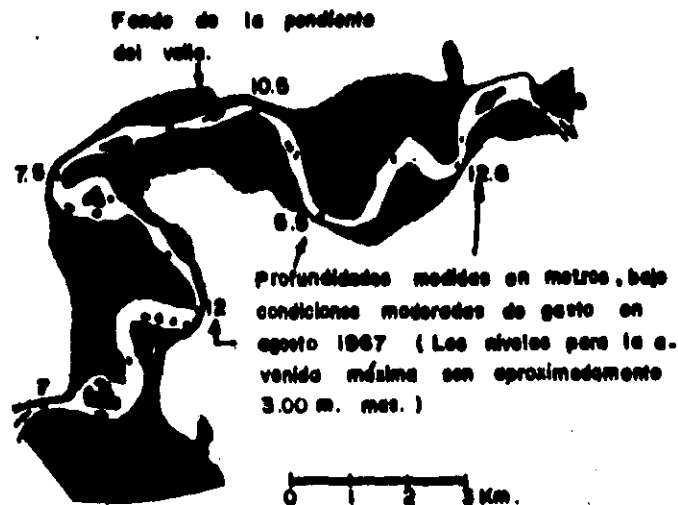 Fondo de la pendiente
del valle.
10.5
7.5
12.6
5.5
Profundidades medidas en metros, bajo
condiciones moderadas de gasto en
agosto 1967 (Los niveles para la a-
venida máxima son aproximadamente
3.00 m. mas.)
12
7
0 1 2 3 Km.